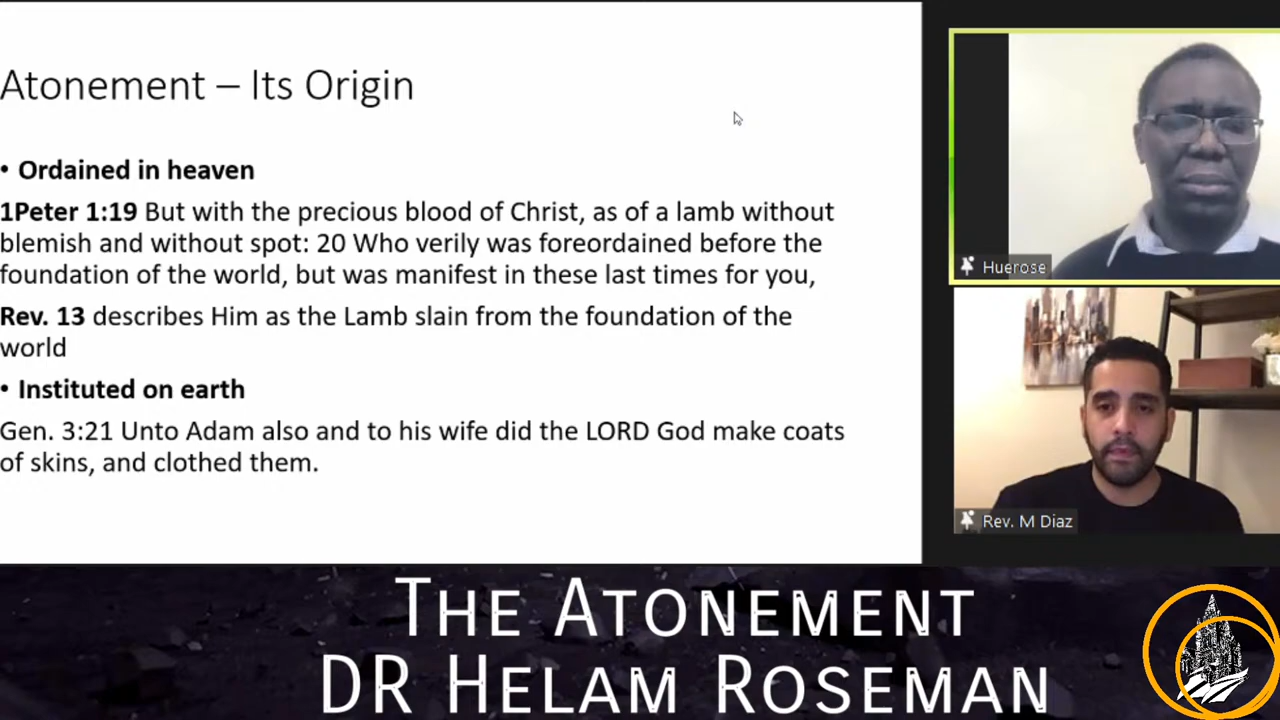 Atonement – Its Origin
• Ordained in heaven
1Peter 1:19 But with the precious blood of Christ, as of a lamb without
blemish and without spot: 20 Who verily was foreordained before the
foundation of the world, but was manifest in these last times for you,
Rev. 13 describes Him as the Lamb slain from the foundation of the
world
• Instituted on earth
Gen. 3:21 Unto Adam also and to his wife did the LORD God make coats
of skins, and clothed them.
Huerose
Rev. M Diaz
The Atonement
DR Helam Roseman